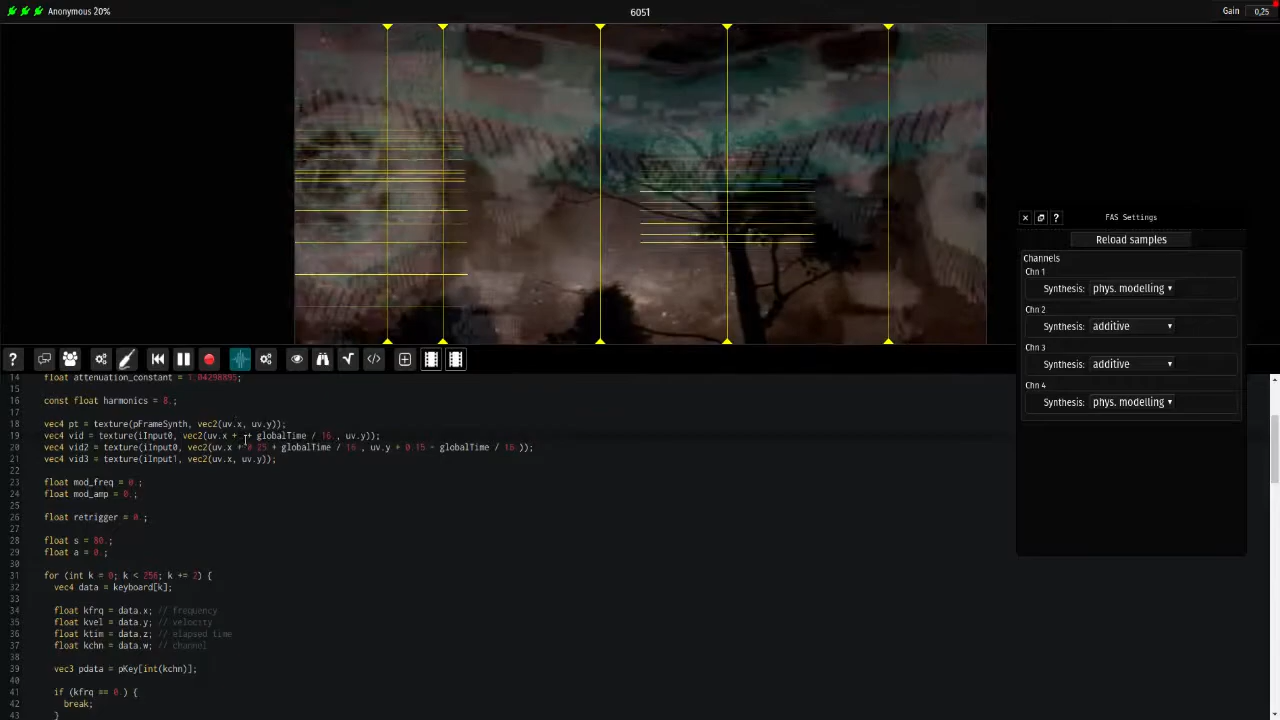 Anonymous 20%
6051
Gain 0,25
FAS Settings
Reload samples
Channels
Chn 1
Synthesis: phys. modelling
Chn 2
Synthesis: additive
Chn 3
Synthesis: additive
Chn 4
Synthesis: phys. modelling
14 float attenuation_constant = 1.04298895;
15
16 const float harmonics = 8.;
17
18 vec4 pt = texture(pFrameSynth, vec2(uv.x, uv.y));
19 vec4 vid = texture(iInput0, vec2(uv.x + + globalTime / 16., uv.y));
20 vec4 vid2 = texture(iInput0, vec2(uv.x + 0.25 + globalTime / 16., uv.y + 0.15 - globalTime / 16.));
21 vec4 vid3 = texture(iInput1, vec2(uv.x, uv.y));
22
23 float mod_freq = 0.;
24 float mod_amp = 0.;
25
26 float retrigger = 0.;
27
28 float s = 80.;
29 float a = 0.;
30
31 for (int k = 0; k < 256; k += 2) {
32 vec4 data = keyboard[k];
33
34 float kfrq = data.x; // frequency
35 float kvel = data.y; // velocity
36 float ktim = data.z; // elapsed time
37 float kchn = data.w; // channel
38
39 vec3 pdata = pKey[int(kchn)];
40
41 if (kfrq == 0.) {
42 break;
43 }